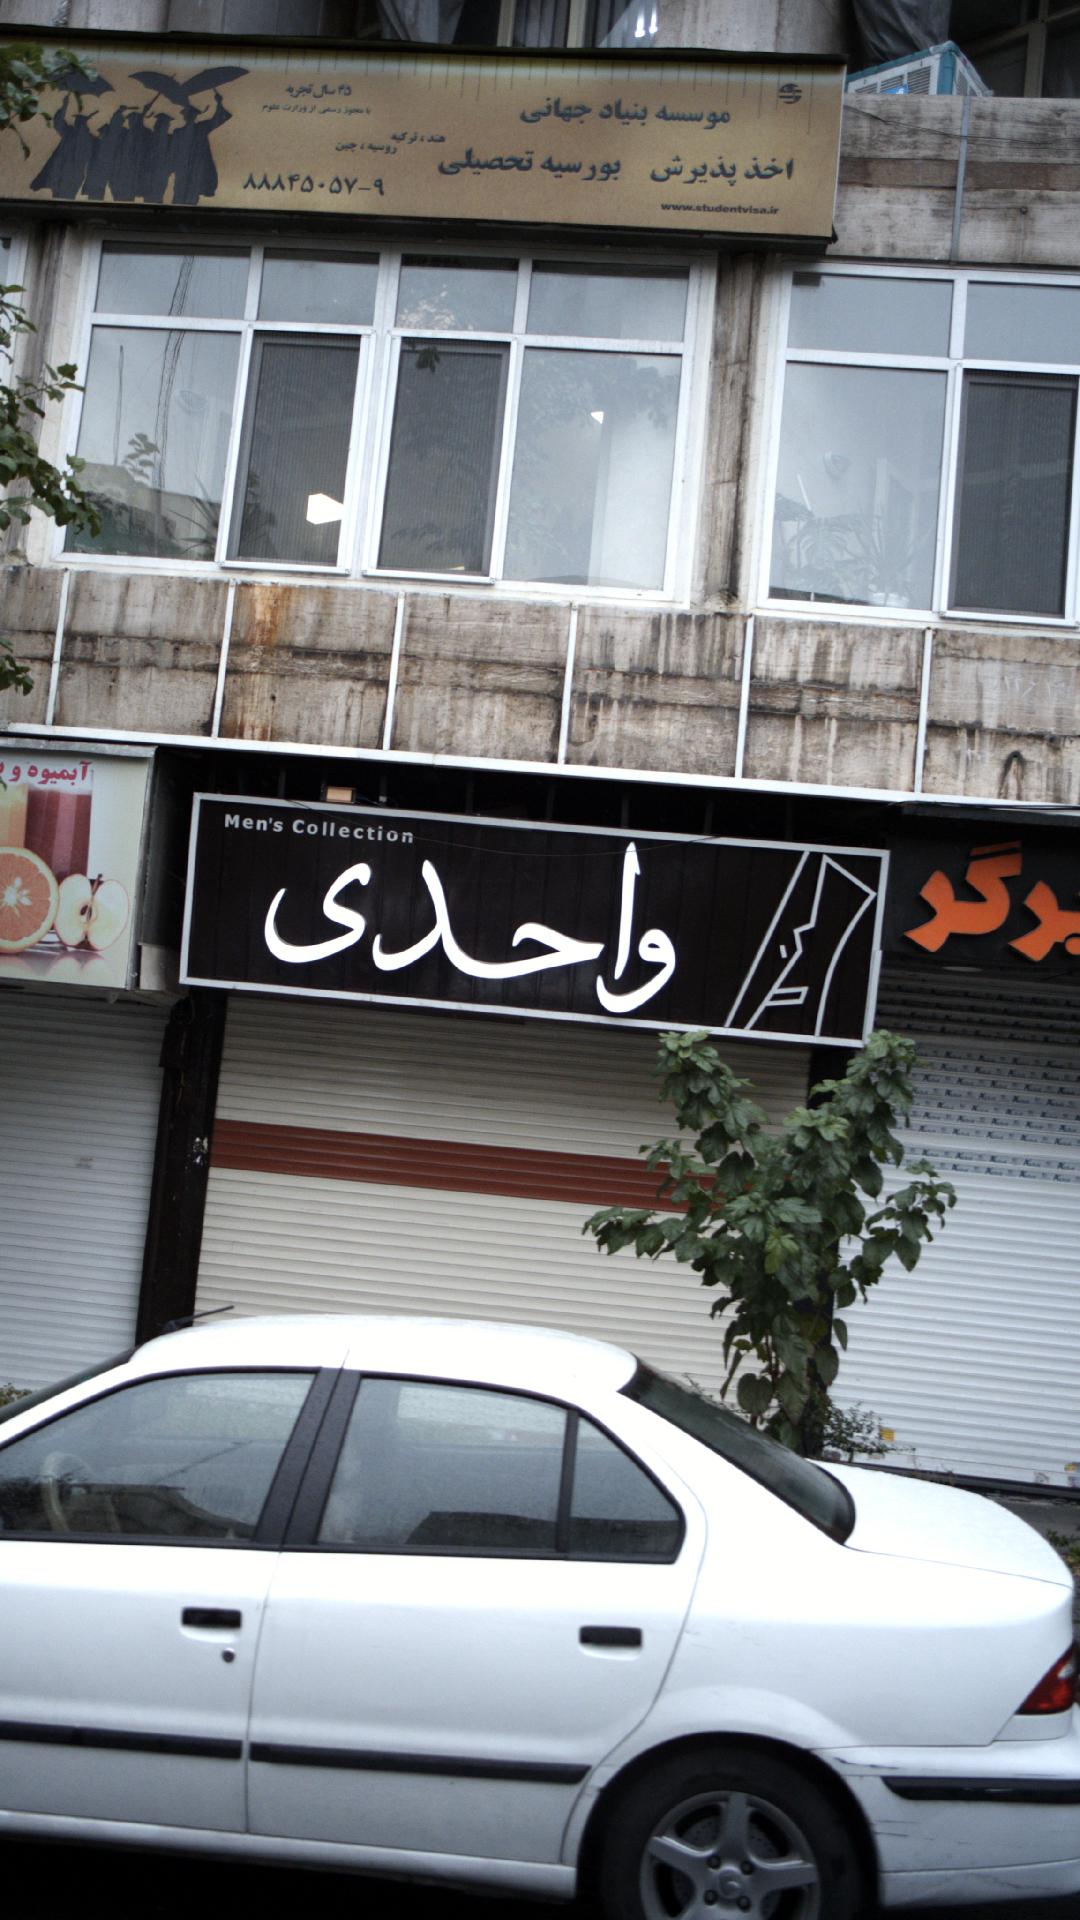 موسسه بنیاد جهانی
۴۵ سال تجربه
با مجوز رسمی از وزارت علوم
اخذ پذیرش بورسیه تحصیلی
هند ، ترکیه
روسیه ، چین
۸۸۸۴۵۰۵۷-۹
www.studentvisa.ir
آبمیوه و
Men's Collection
واحدی
برگر